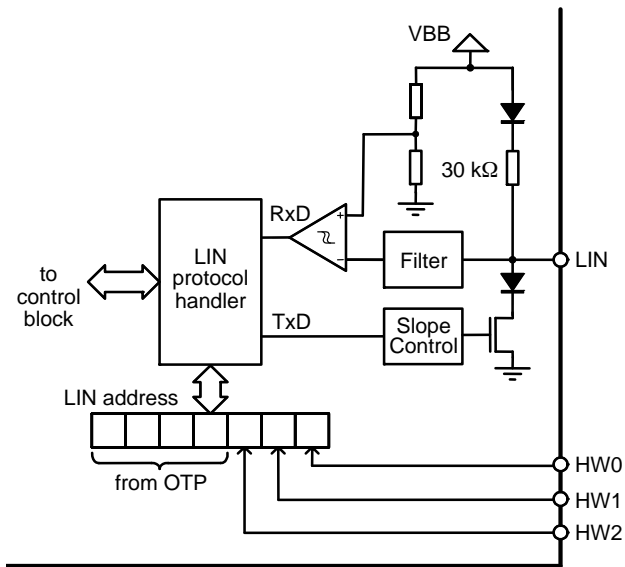 VBB
30 kΩ
RxD
+
−
LIN
protocol
handler
Filter
LIN
to
control
block
TxD
Slope
Control
LIN address
from OTP
HW0
HW1
HW2